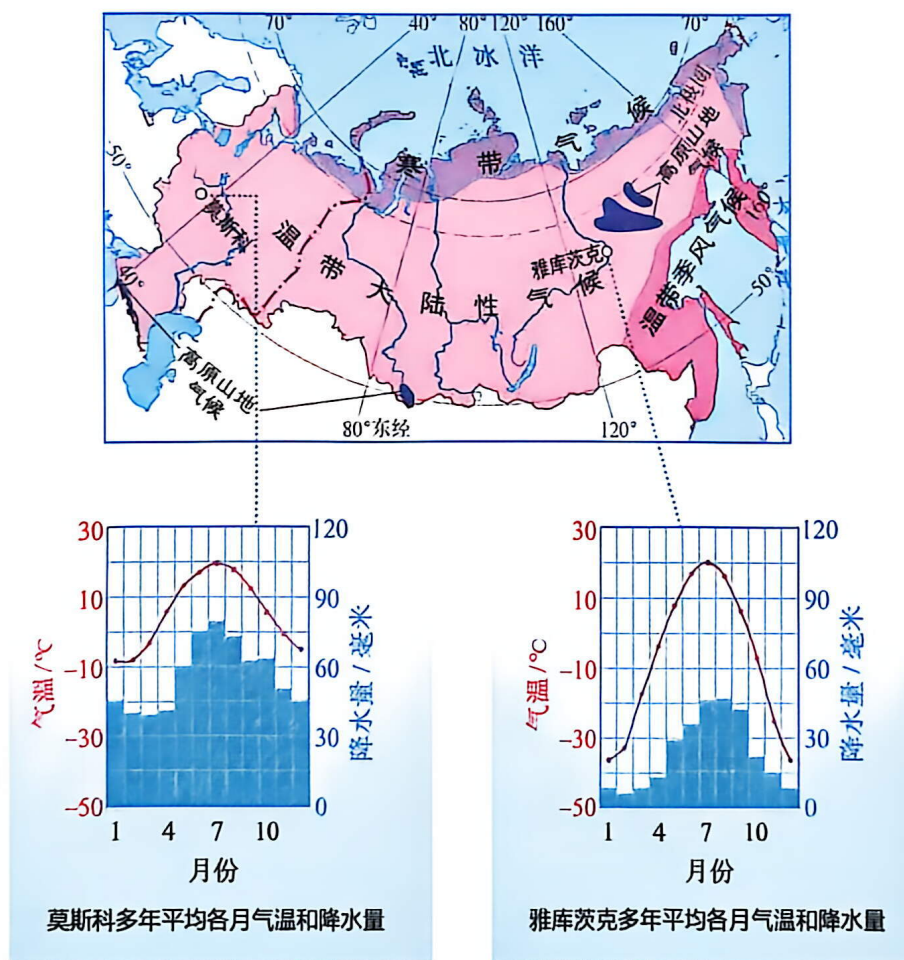 70°
40°
80°
120°
160°
70°
北冰洋
50°
寒带气候
北极圈
高原山地
气候
莫斯科
温带大陆性气候
雅库茨克
温带季风气候
160°
40°
50°
高原山地
气候
80°东经
120°
30
10
-10
-30
-50
气温/℃
120
90
60
30
0
降水量/毫米
1 4 7 10
月份
莫斯科多年平均各月气温和降水量
30
10
-10
-30
-50
气温/℃
120
90
60
30
0
降水量/毫米
1 4 7 10
月份
雅库茨克多年平均各月气温和降水量